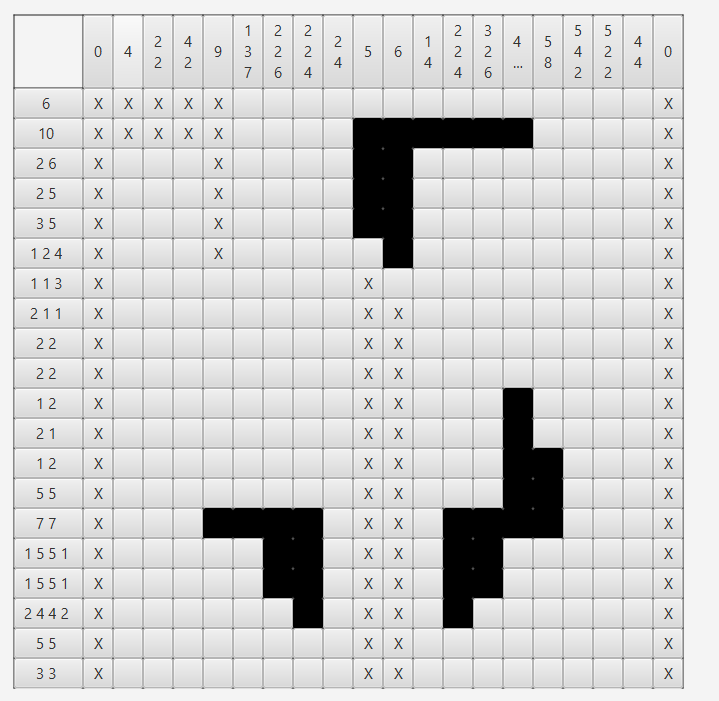 0 4 2 4 9 1 2 2 2 5 6 1 2 3 4 5 5 5 4 0
2 2 3 2 2 4 4 2 2 ... 8 4 2 4
7 6 4 4 6 2 2
6 X X X X X X
10 X X X X X X
2 6 X X X
2 5 X X X
3 5 X X X
1 2 4 X X X
1 1 3 X X X
2 1 1 X X X X
2 2 X X X X
2 2 X X X X
1 2 X X X X
2 1 X X X X
1 2 X X X X
5 5 X X X X
7 7 X X X X
1 5 5 1 X X X X
1 5 5 1 X X X X
2 4 4 2 X X X X
5 5 X X X X
3 3 X X X X